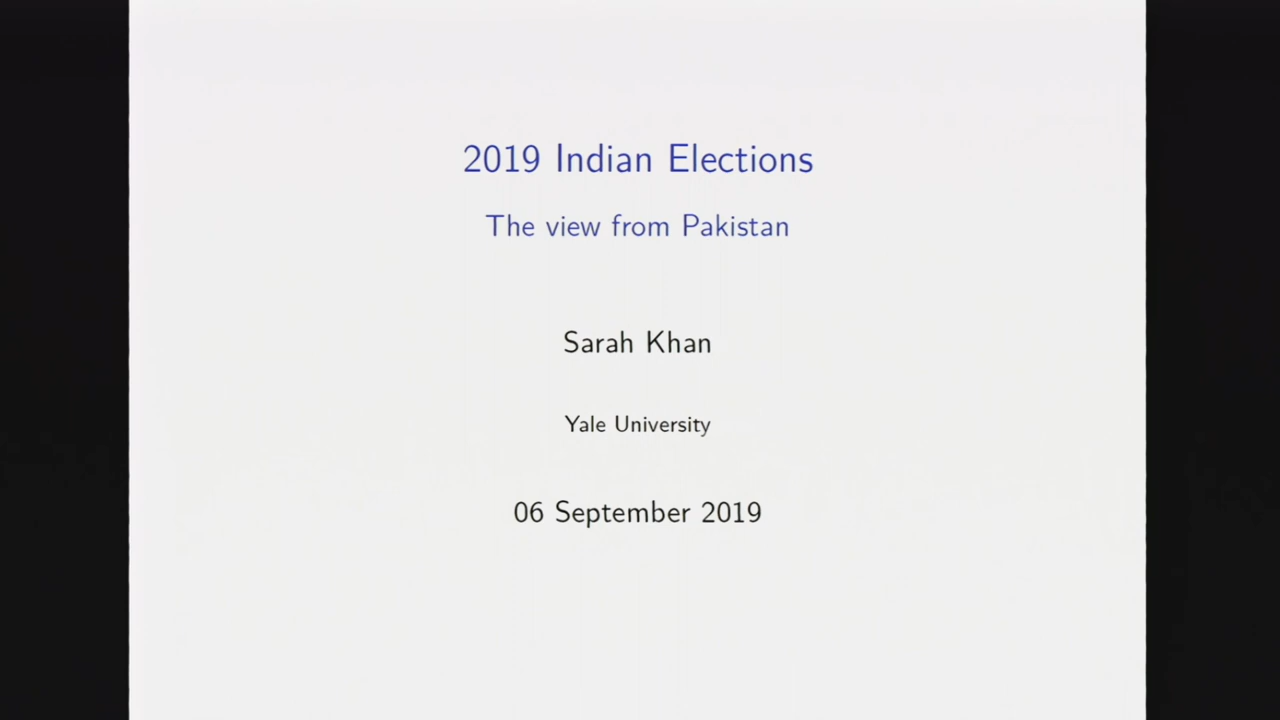 2019 Indian Elections
The view from Pakistan
Sarah Khan
Yale University
06 September 2019